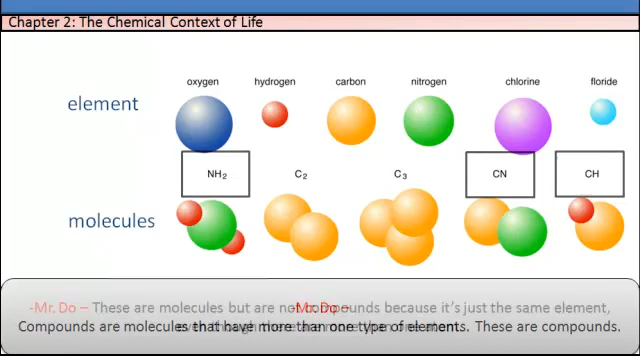 Chapter 2: The Chemical Context of Life
oxygen hydrogen carbon nitrogen chlorine floride
element
NH2 C2 C3 CN CH
molecules
-Mr. Do – These are molecules but are not compounds because it's just the same element,
-Mr. Do –
Compounds are molecules that have more than one type of elements. These are compounds.